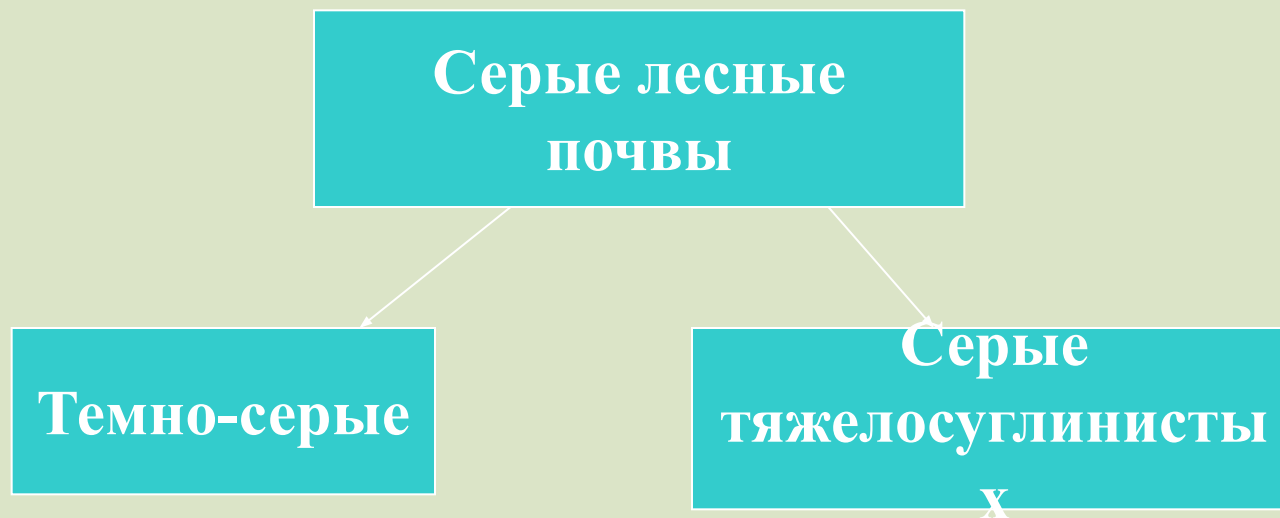 Серые лесные
почвы
Темно-серые
Серые
тяжелосуглинисты
х